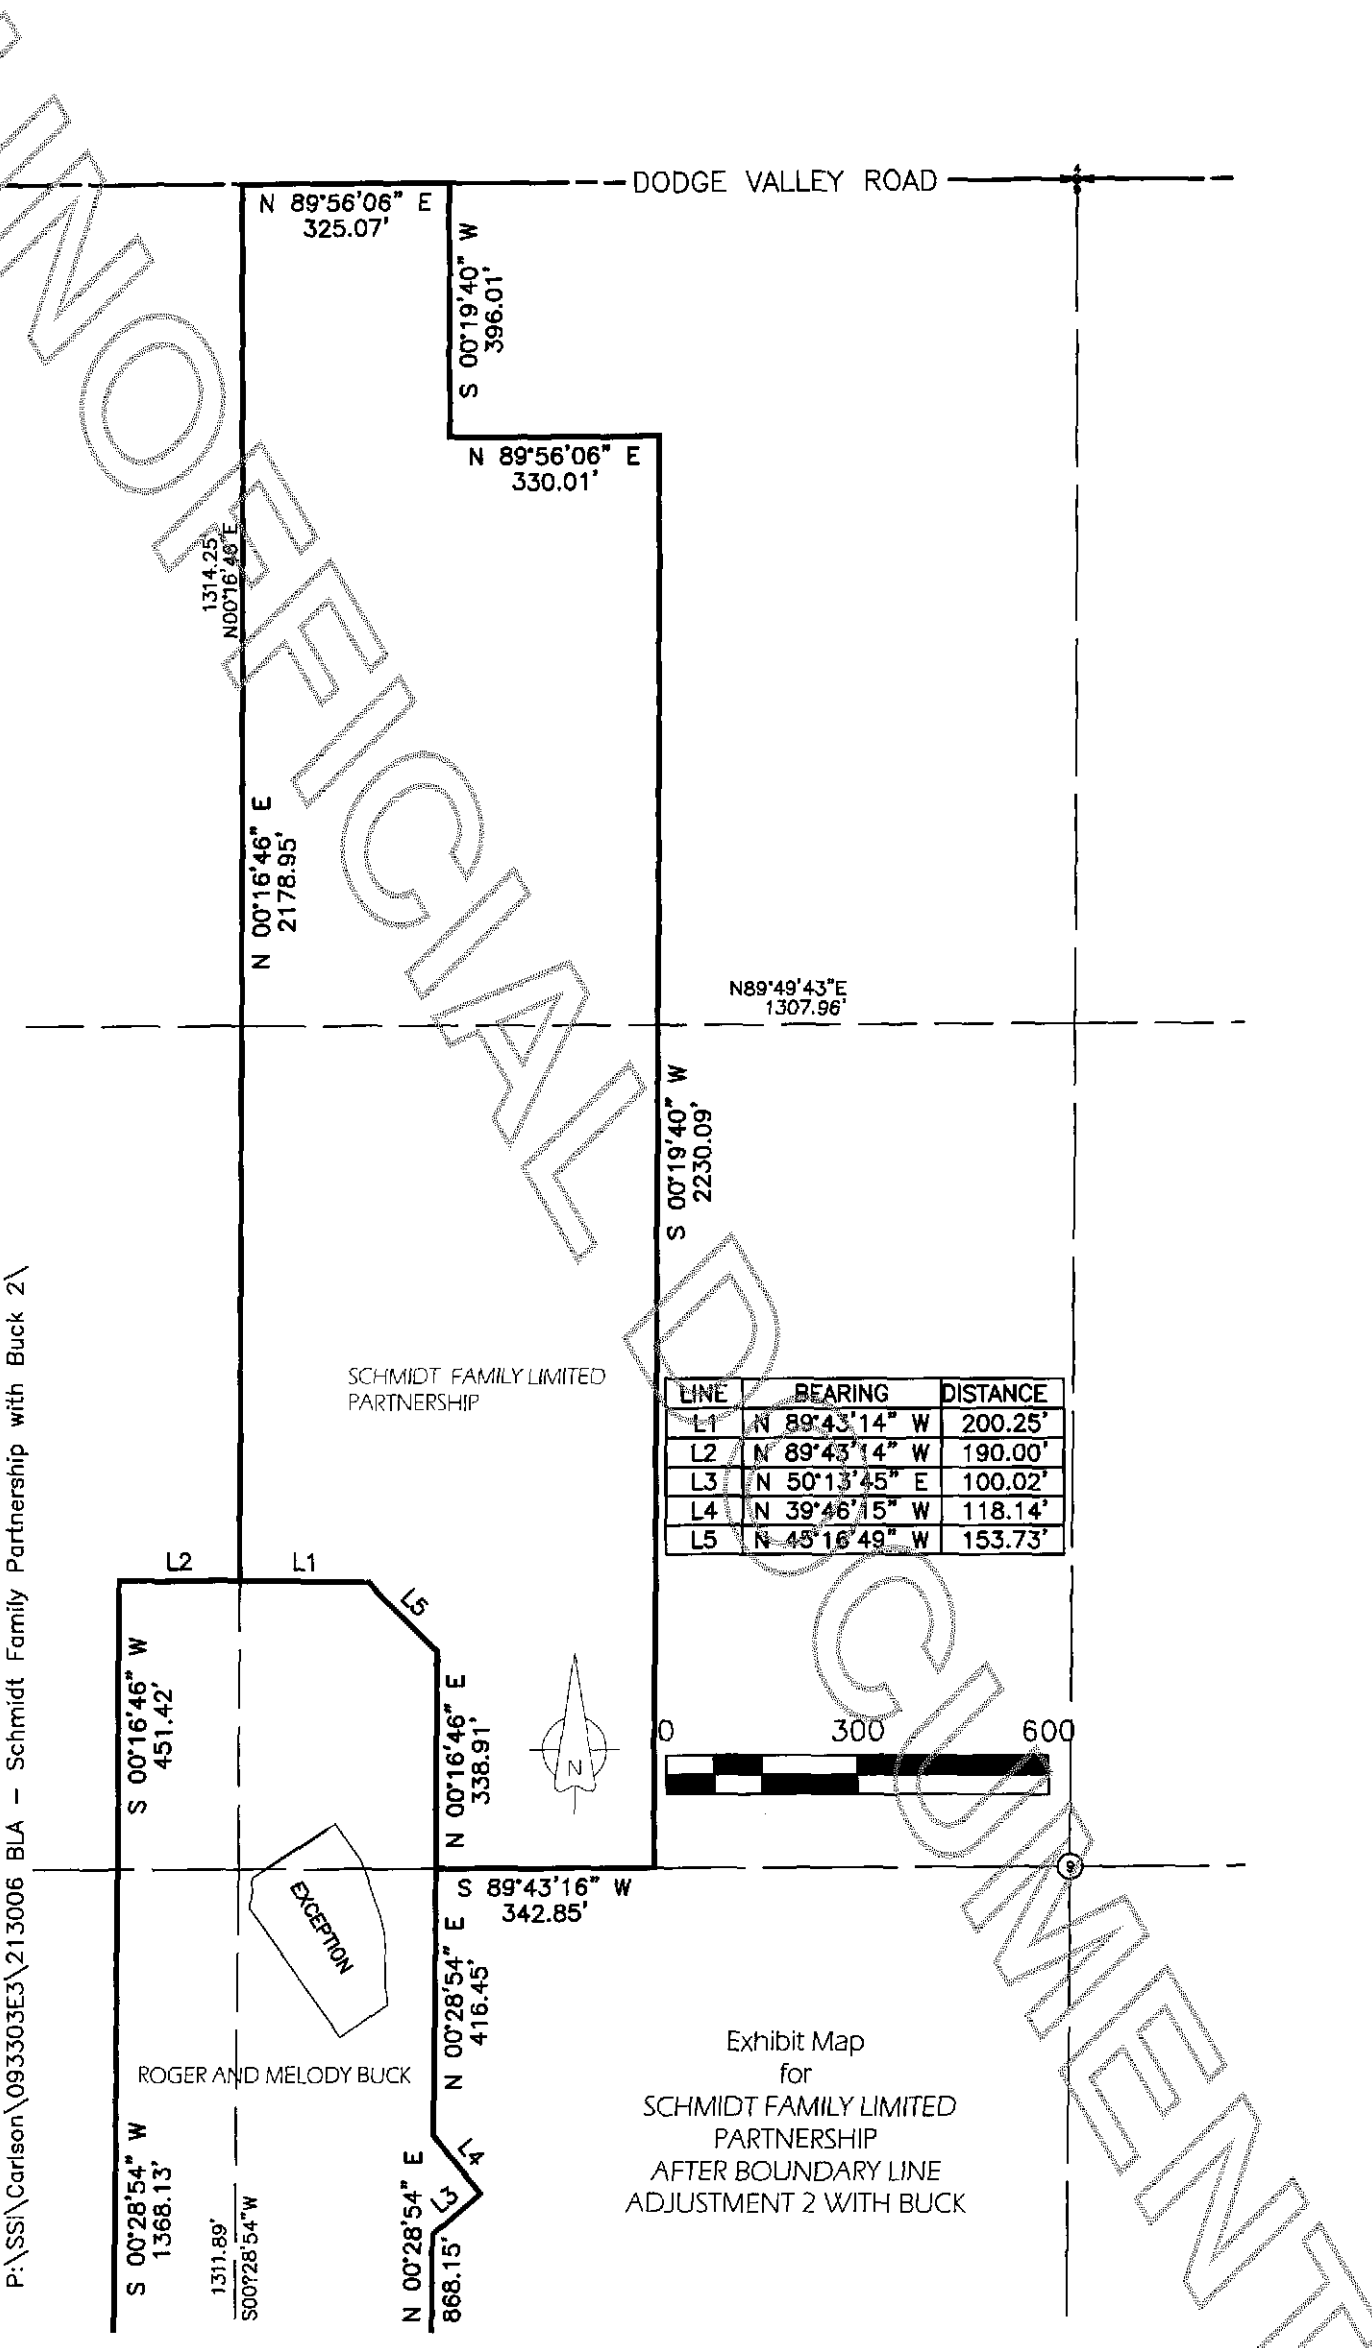 DODGE VALLEY ROAD
N 89°56'06" E
325.07'
S 00°19'40" W
396.01'
N 89°56'06" E
330.01'
1314.25'
N00°16'46"E
N 00°16'46" E
2178.95'
N89°49'43"E
1307.96'
S 00°19'40" W
2230.09'
SCHMIDT FAMILY LIMITED
PARTNERSHIP
LINE BEARING DISTANCE
L1 N 89°43'14" W 200.25'
L2 N 89°43'14" W 190.00'
L3 N 50°13'45" E 100.02'
L4 N 39°46'15" W 118.14'
L5 N 45°16'49" W 153.73'
L2
L1
L5
S 00°16'46" W
451.42'
N 00°16'46" E
338.91'
N
0 300 600
9
S 89°43'16" W
342.85'
EXCEPTION
N 00°28'54" E
416.45'
ROGER AND MELODY BUCK
L4
L3
S 00°28'54" W
1368.13'
1311.89'
S00?28'54"W
N 00°28'54" E
868.15'
Exhibit Map
for
SCHMIDT FAMILY LIMITED
PARTNERSHIP
AFTER BOUNDARY LINE
ADJUSTMENT 2 WITH BUCK
P:\SSI\Carlson\093303E3\213006 BLA - Schmidt Family Partnership with Buck 2\
UNOFFICIAL DOCUMENT